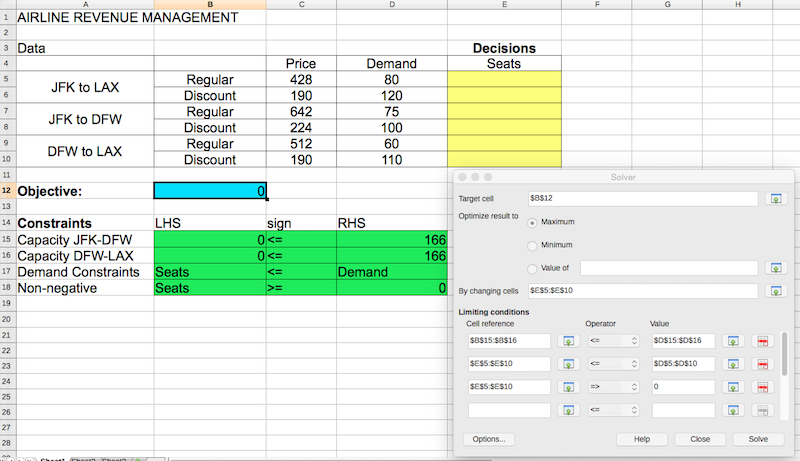 A B C D E F G H
1 AIRLINE REVENUE MANAGEMENT
2
3 Data Decisions
4 Price Demand Seats
5 JFK to LAX Regular 428 80
6 Discount 190 120
7 JFK to DFW Regular 642 75
8 Discount 224 100
9 DFW to LAX Regular 512 60
10 Discount 190 110
11
12 Objective: 0
13
14 Constraints LHS sign RHS
15 Capacity JFK-DFW 0 <= 166
16 Capacity DFW-LAX 0 <= 166
17 Demand Constraints Seats <= Demand
18 Non-negative Seats >= 0
19
20
21
22
23
24
25
26
27
28
Sheet1 Sheet2 Sheet3
Solver
Target cell $B$12
Optimize result to Maximum
Minimum
Value of
By changing cells $E$5:$E$10
Limiting conditions
Cell reference Operator Value
$B$15:$B$16 <= $D$15:$D$16
$E$5:$E$10 <= $D$5:$D$10
$E$5:$E$10 => 0
<=
Options... Help Close Solve